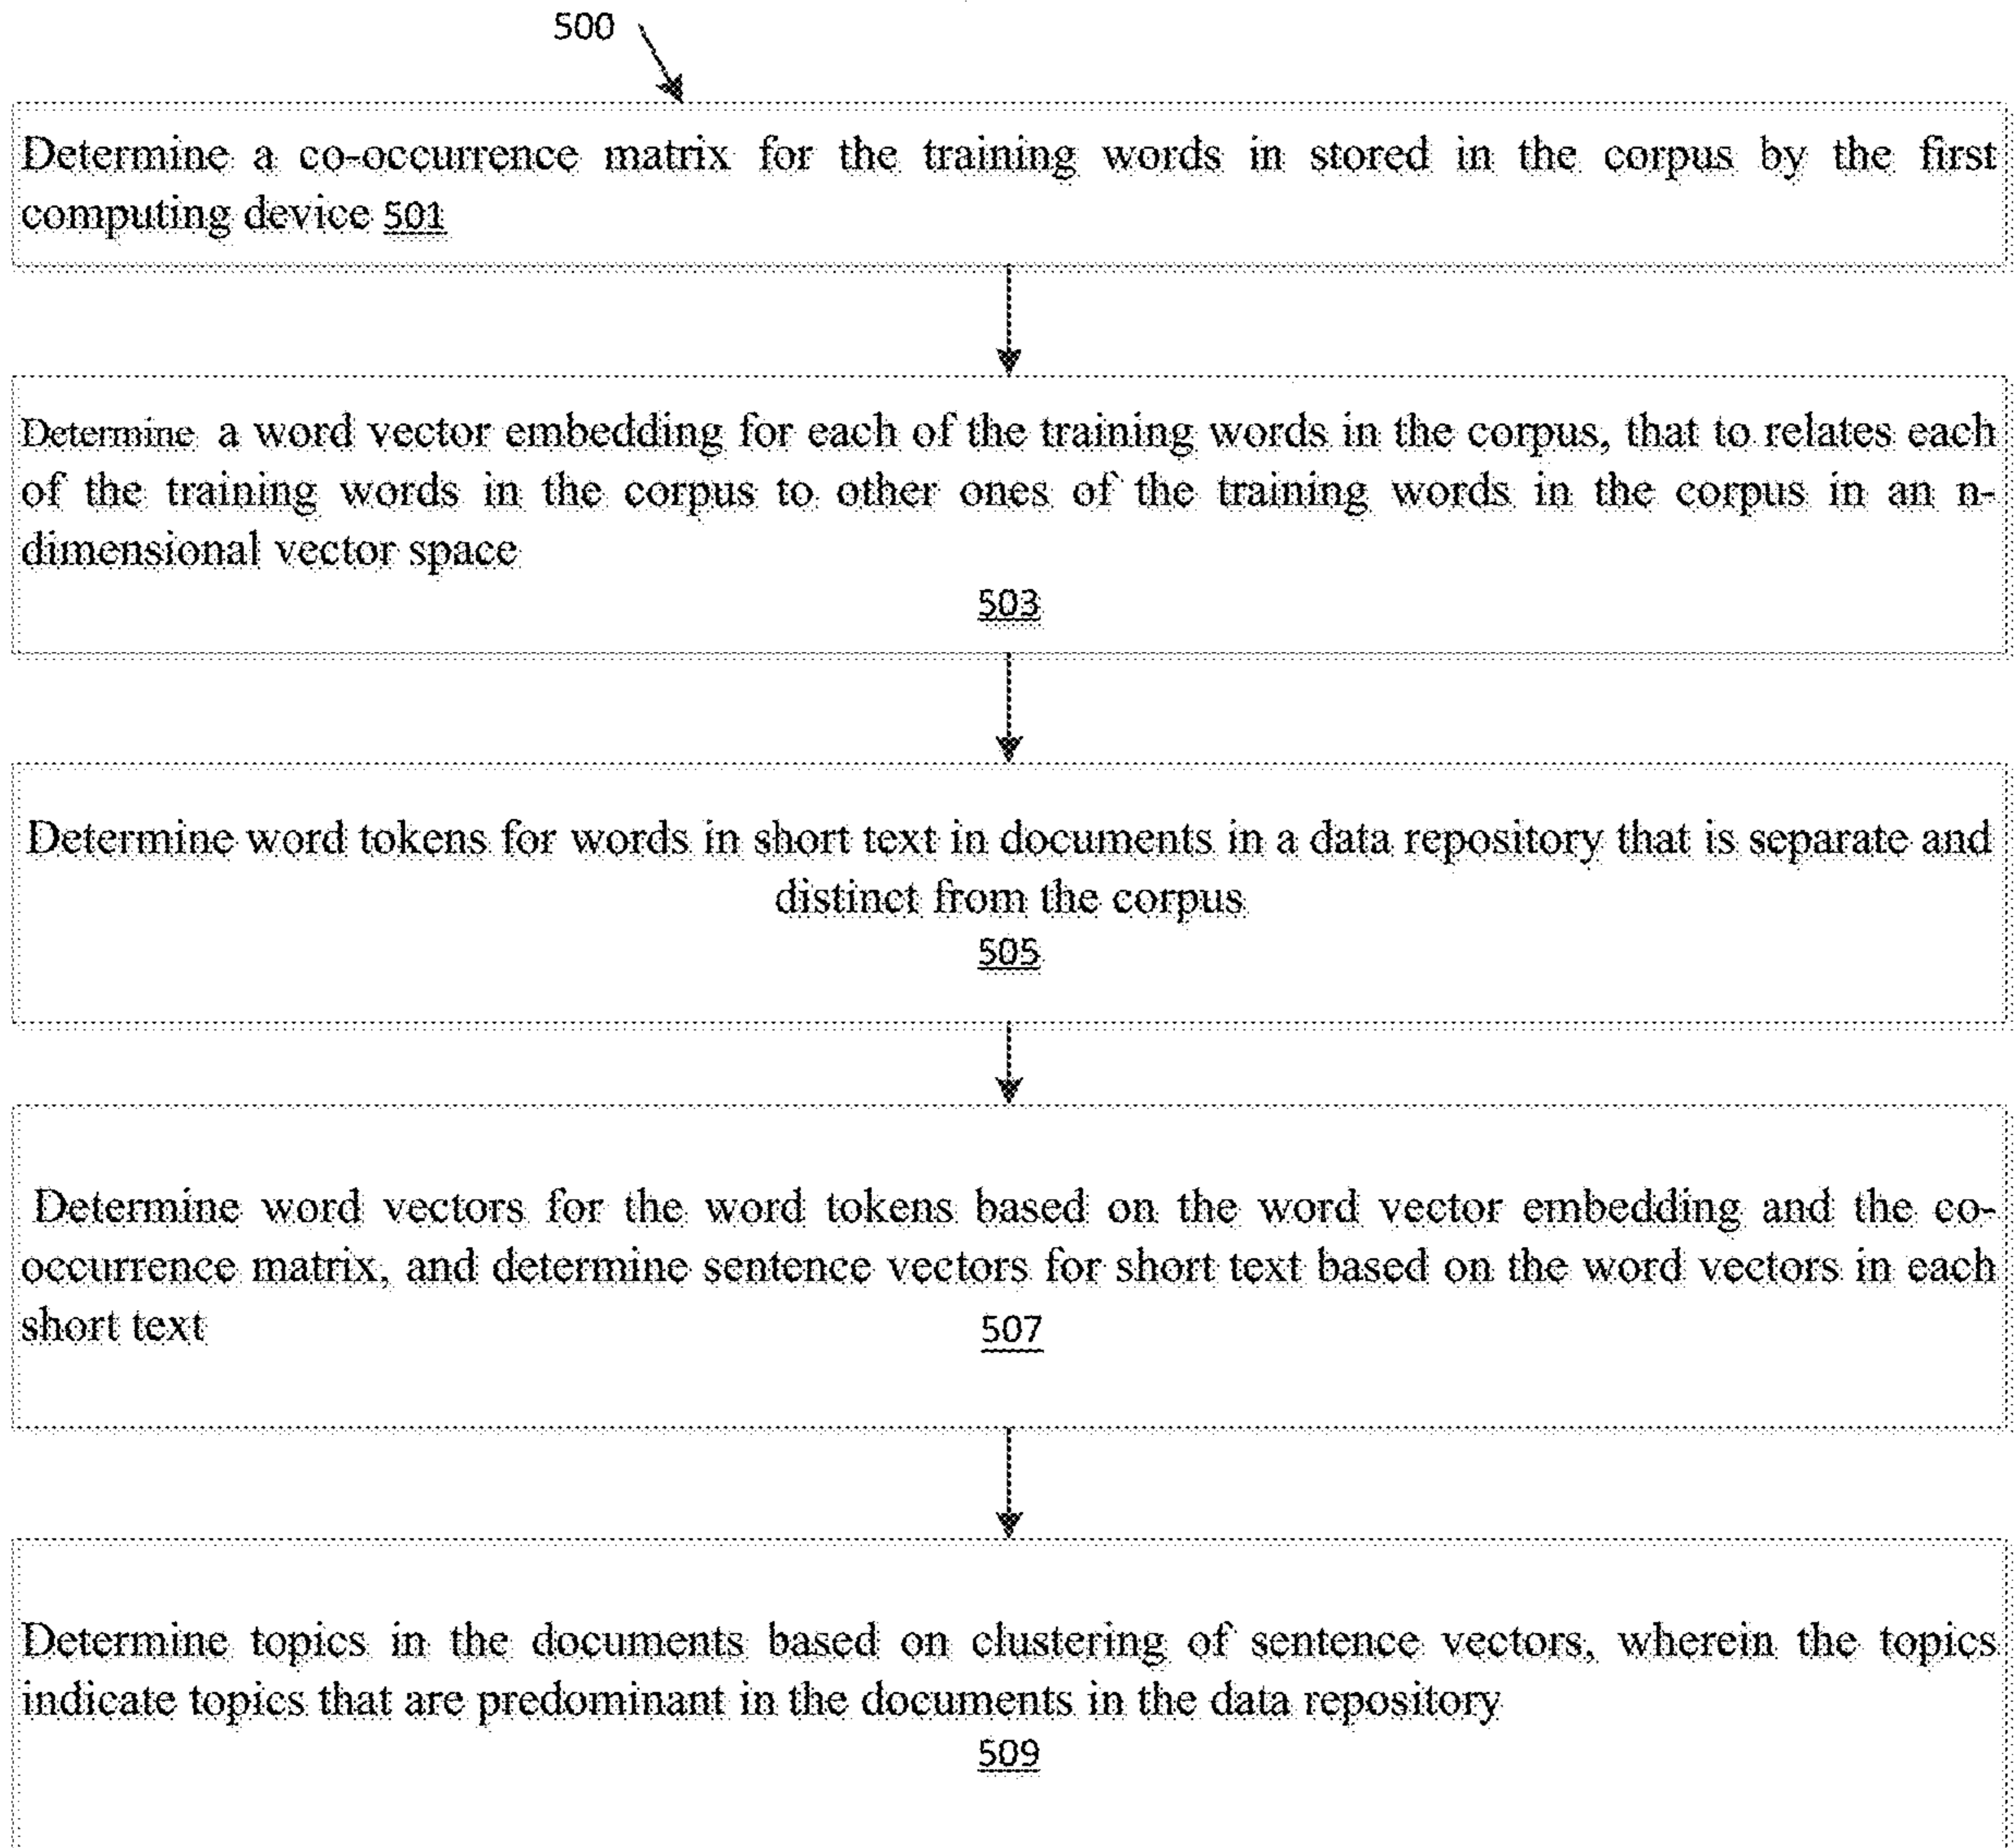 500
Determine a co-occurrence matrix for the training words in stored in the corpus by the first
computing device 501
Determine a word vector embedding for each of the training words in the corpus, that to relates each
of the training words in the corpus to other ones of the training words in the corpus in an n-
dimensional vector space
503
Determine word tokens for words in short text in documents in a data repository that is separate and
distinct from the corpus
505
Determine word vectors for the word tokens based on the word vector embedding and the co-
occurrence matrix, and determine sentence vectors for short text based on the word vectors in each
short text 507
Determine topics in the documents based on clustering of sentence vectors, wherein the topics
indicate topics that are predominant in the documents in the data repository
509